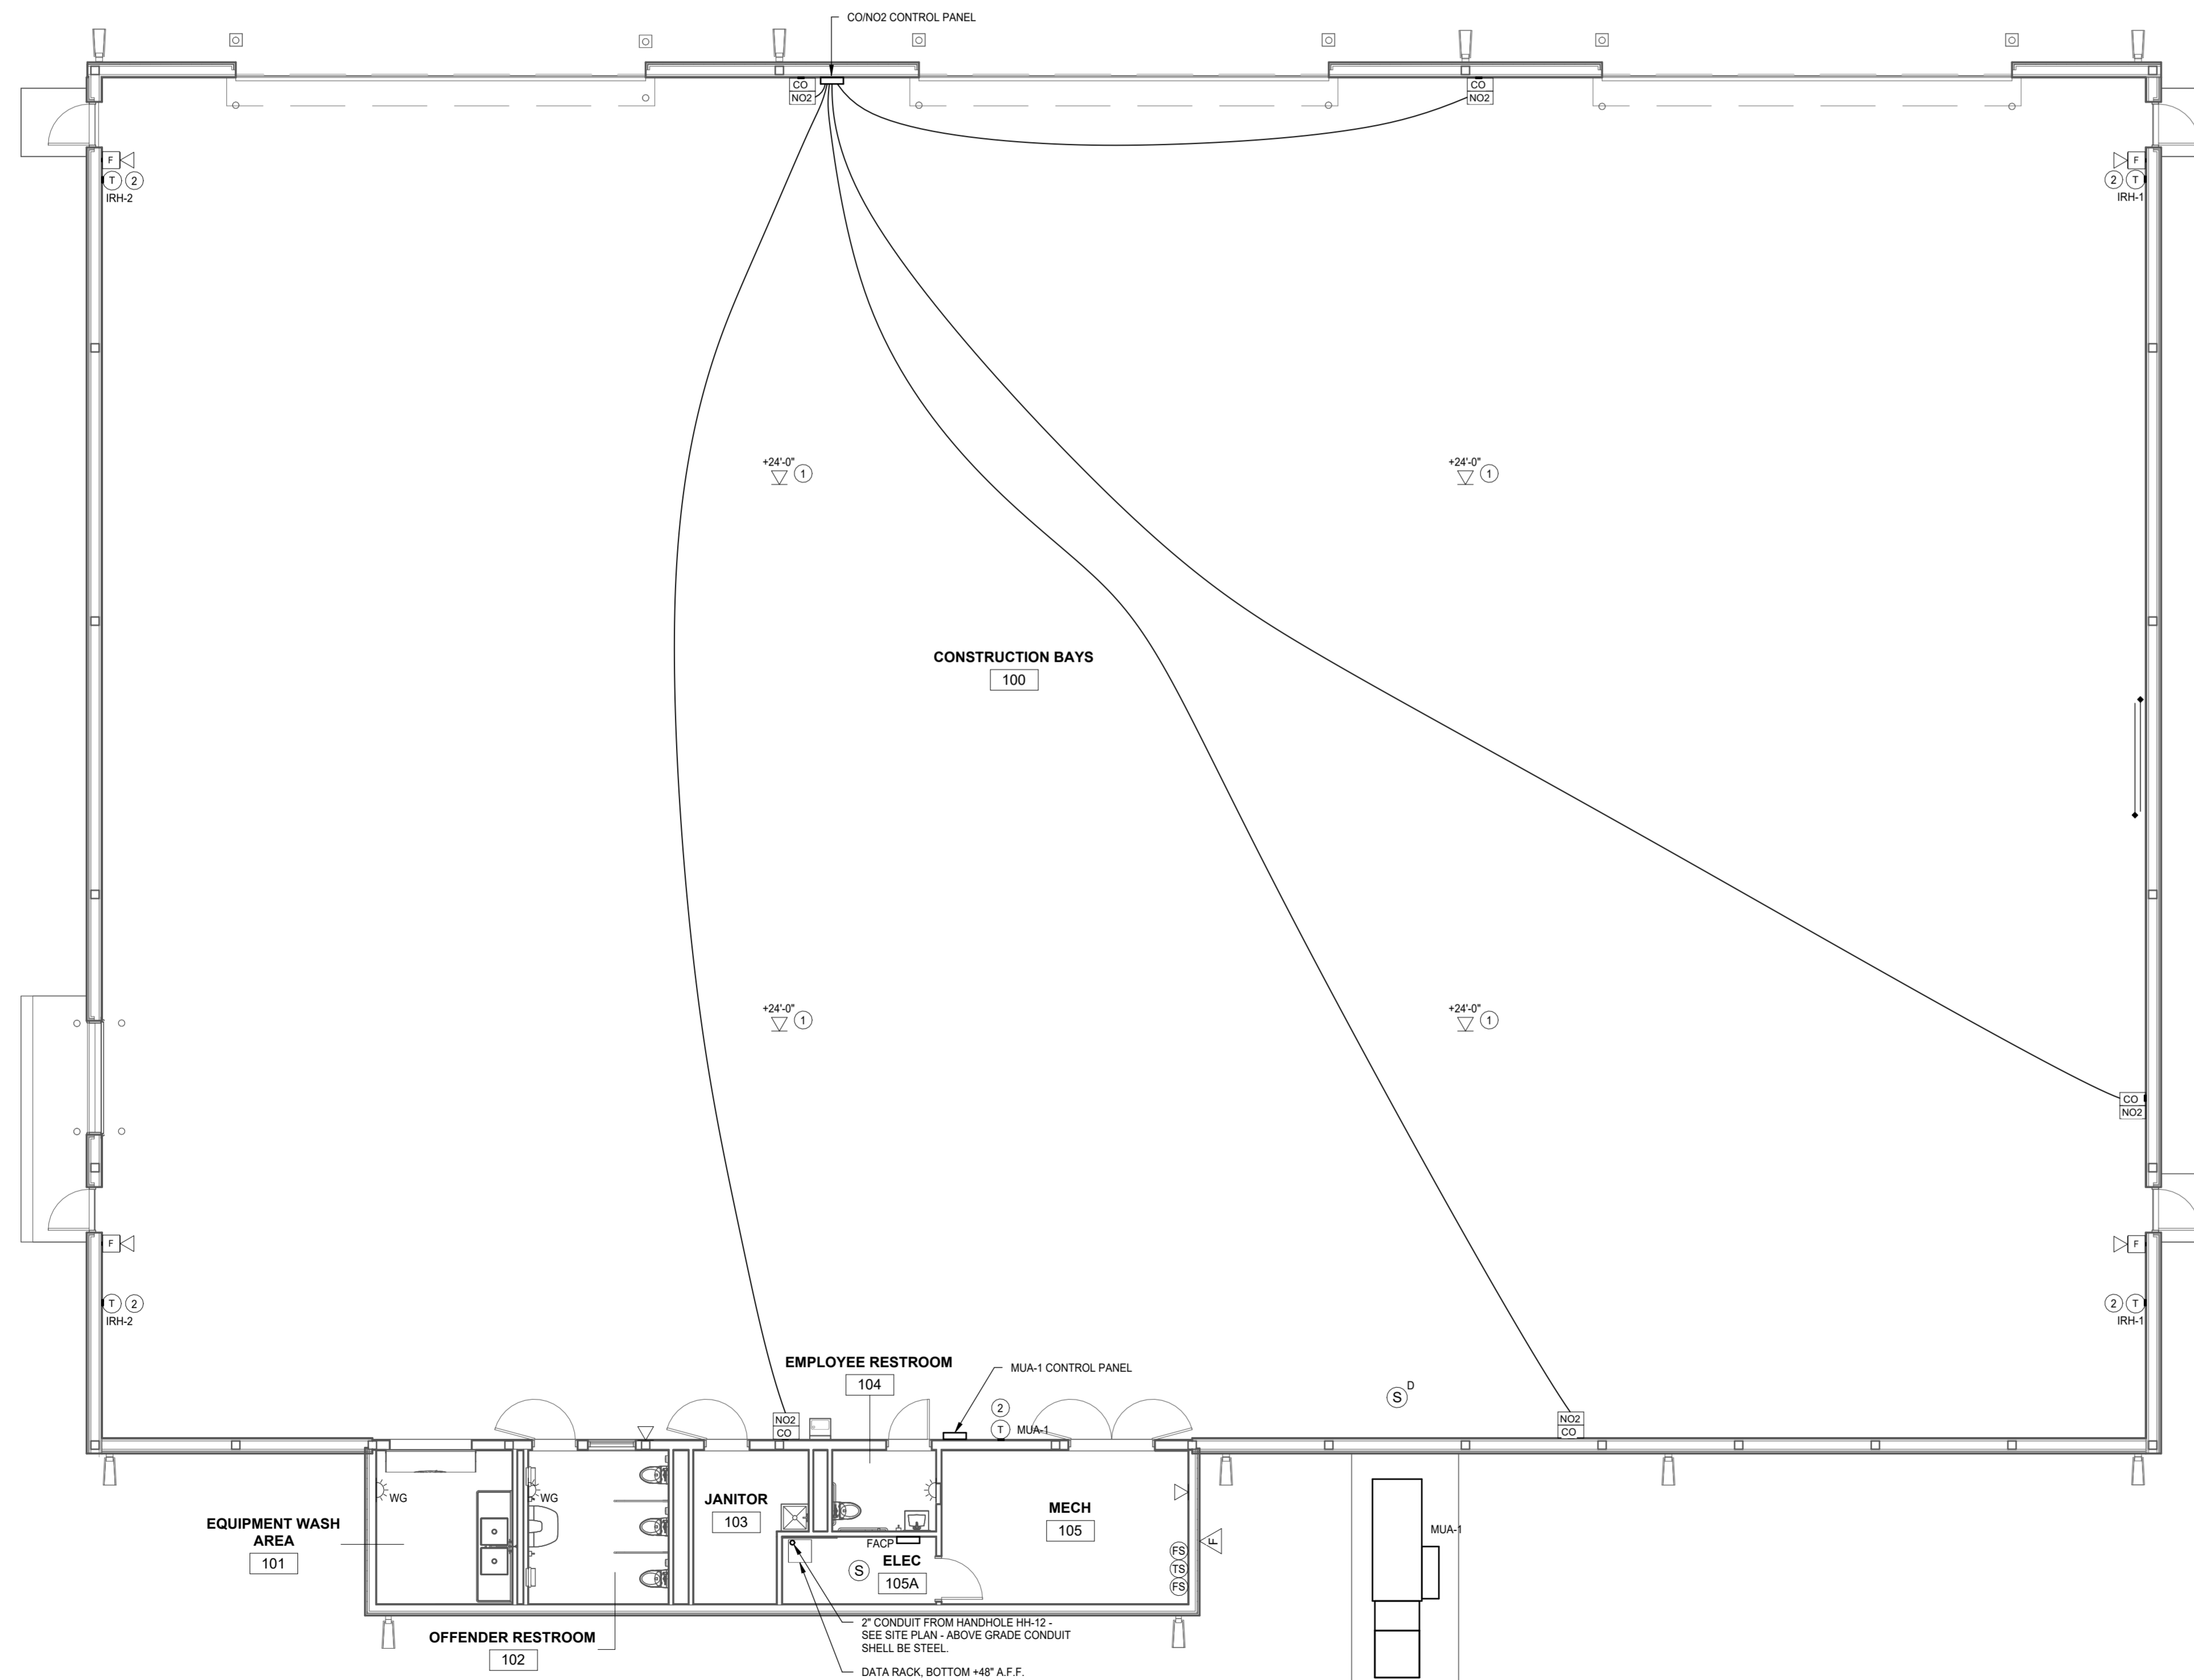 CO/NO2 CONTROL PANEL
CO
NO2
CO
NO2
F
T 2
IRH-2
F
2 T
IRH-1
+24'-0"
1
+24'-0"
1
CONSTRUCTION BAYS
100
+24'-0"
1
+24'-0"
1
CO
NO2
F
T 2
IRH-2
F
2 T
IRH-1
EMPLOYEE RESTROOM
104
MUA-1 CONTROL PANEL
2
T MUA-1
S D
NO2
CO
NO2
CO
WG
WG
EQUIPMENT WASH
AREA
101
JANITOR
103
MECH
105
FACP
ELEC
105A
S
FS
TS
FS
F
MUA-1
OFFENDER RESTROOM
102
2" CONDUIT FROM HANDHOLE HH-12 -
SEE SITE PLAN - ABOVE GRADE CONDUIT
SHELL BE STEEL.
DATA RACK, BOTTOM +48" A.F.F.